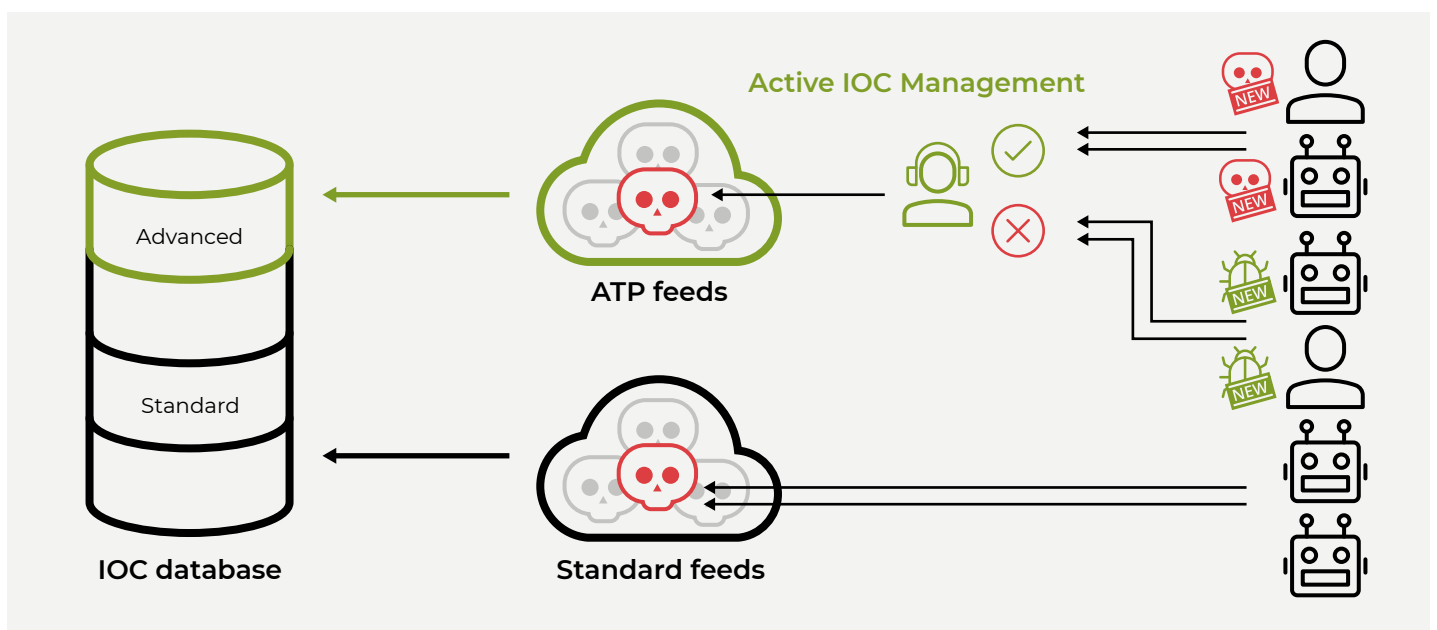 Active IOC Management
NEW
NEW
Advanced
ATP feeds
NEW
NEW
Standard
IOC database
Standard feeds